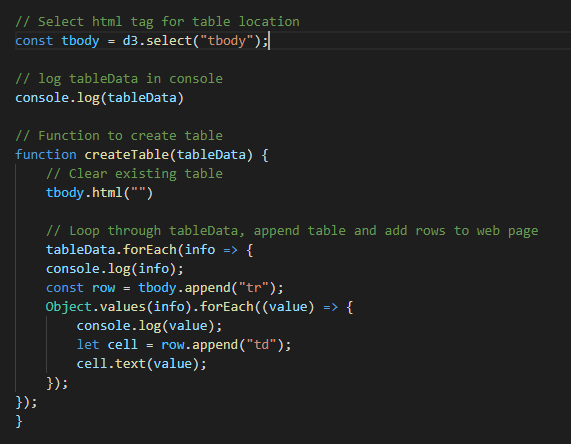 // Select html tag for table location
const tbody = d3.select("tbody");
// log tableData in console
console.log(tableData)
// Function to create table
function createTable(tableData) {
    // Clear existing table
    tbody.html("")
    // Loop through tableData, append table and add rows to web page
    tableData.forEach(info => {
    console.log(info);
    const row = tbody.append("tr");
    Object.values(info).forEach((value) => {
        console.log(value);
        let cell = row.append("td");
        cell.text(value);
    });
});
}